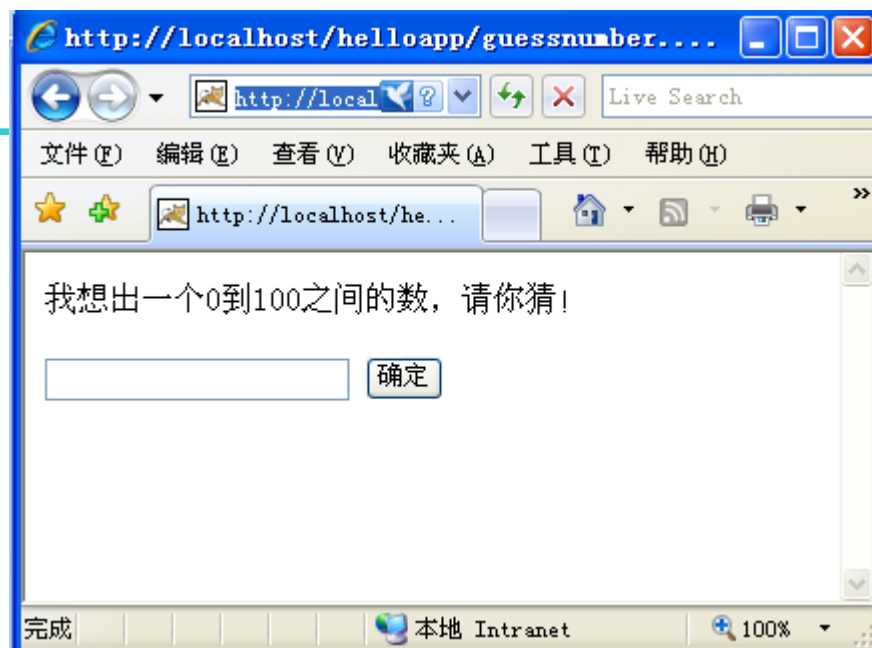 http://localhost/helloapp/guessnumber....
http://local
Live Search
文件(F) 编辑(E) 查看(V) 收藏夹(A) 工具(T) 帮助(H)
http://localhost/he...
我想出一个0到100之间的数，请你猜!
确定
完成 本地 Intranet 100%